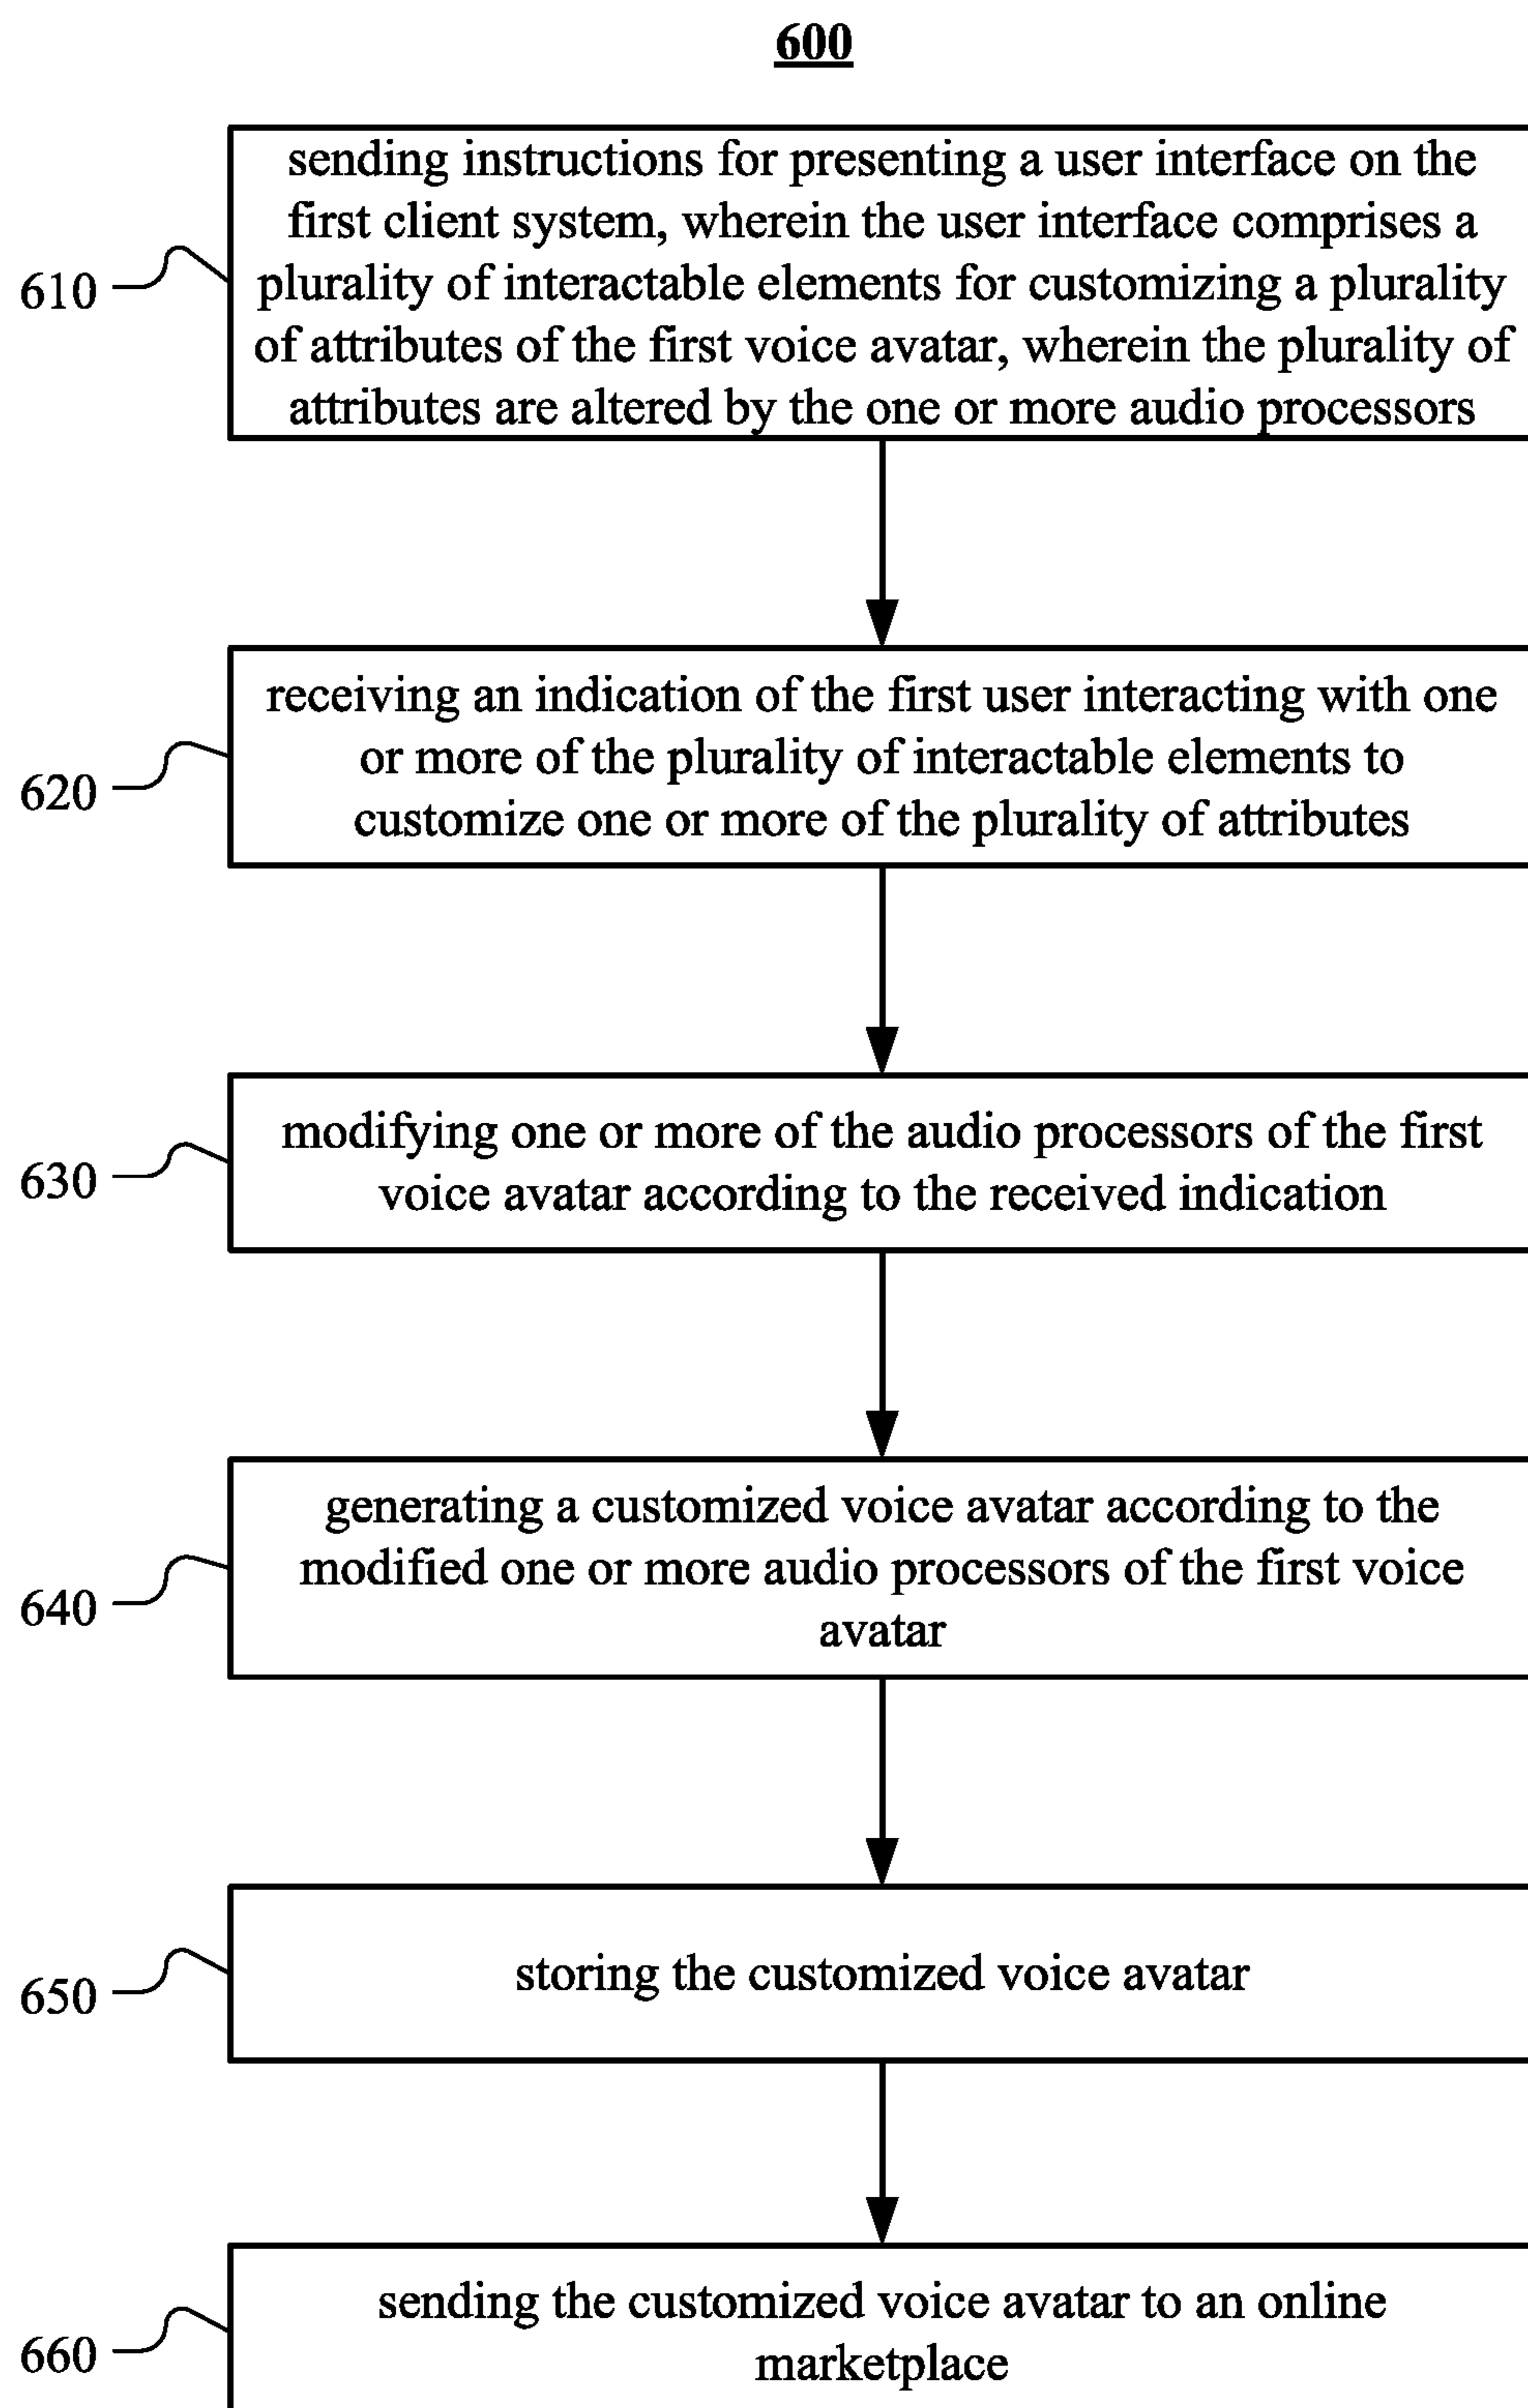 600
610
sending instructions for presenting a user interface on the
first client system, wherein the user interface comprises a
plurality of interactable elements for customizing a plurality
of attributes of the first voice avatar, wherein the plurality of
attributes are altered by the one or more audio processors
620
receiving an indication of the first user interacting with one
or more of the plurality of interactable elements to
customize one or more of the plurality of attributes
630
modifying one or more of the audio processors of the first
voice avatar according to the received indication
640
generating a customized voice avatar according to the
modified one or more audio processors of the first voice
avatar
650
storing the customized voice avatar
660
sending the customized voice avatar to an online
marketplace